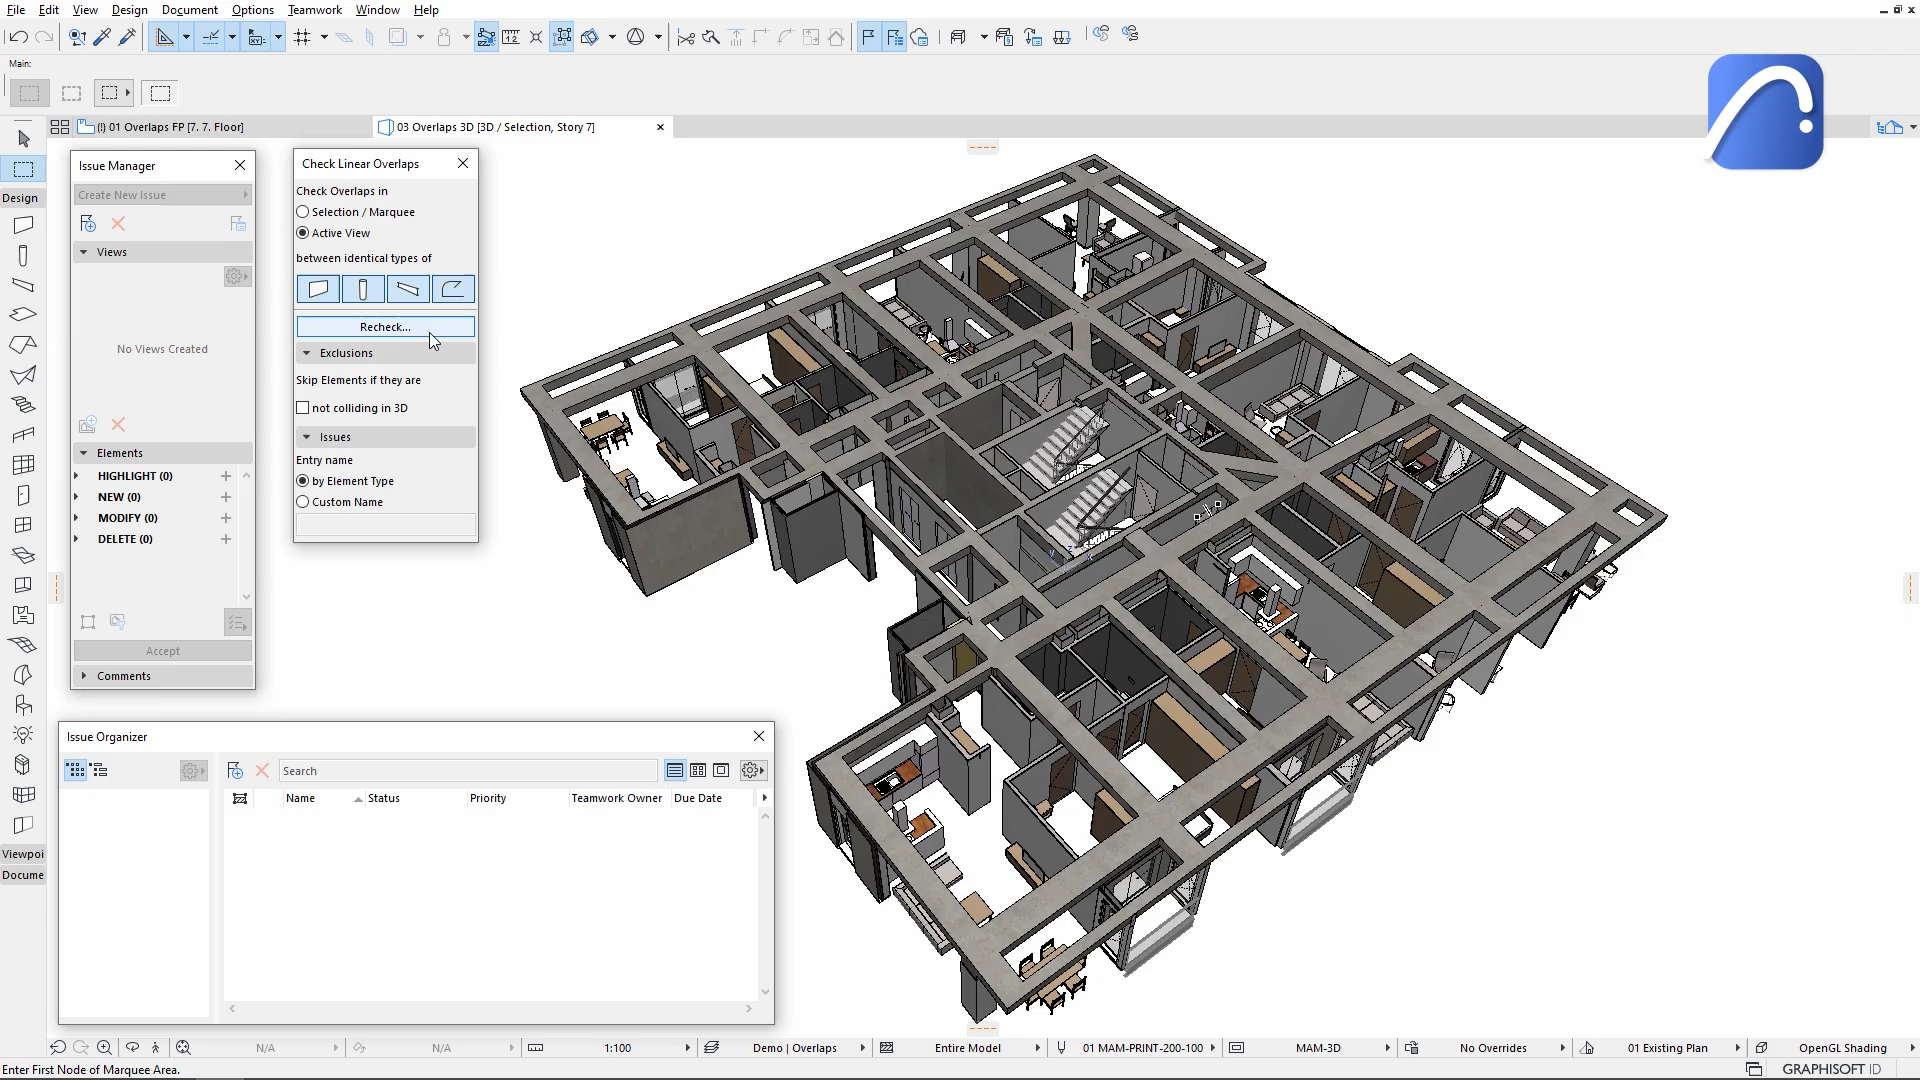 File Edit View Design Document Options Teamwork Window Help
Main:
(!) 01 Overlaps FP [7. 7. Floor]
03 Overlaps 3D [3D / Selection, Story 7]
Issue Manager
Create New Issue
Views
No Views Created
Elements
HIGHLIGHT (0)
NEW (0)
MODIFY (0)
DELETE (0)
Accept
Comments
Design
Viewpoi
Docume
Check Linear Overlaps
Check Overlaps in
Selection / Marquee
Active View
between identical types of
Recheck...
Exclusions
Skip Elements if they are
not colliding in 3D
Issues
Entry name
by Element Type
Custom Name
Issue Organizer
Search
Name Status Priority Teamwork Owner Due Date
N/A N/A 1:100 Demo | Overlaps Entire Model 01 MAM-PRINT-200-100 MAM-3D No Overrides 01 Existing Plan OpenGL Shading
Enter First Node of Marquee Area.
GRAPHISOFT ID